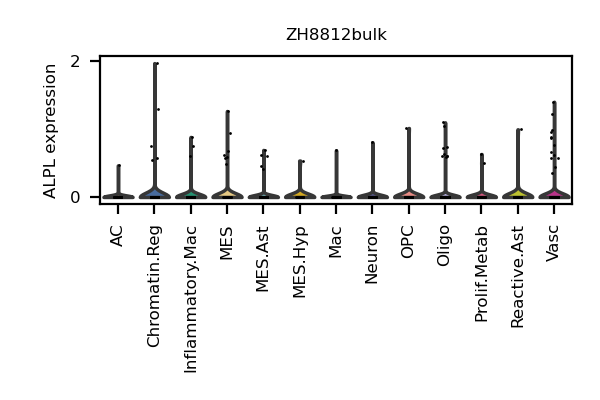 ZH8812bulk
ALPL expression
2
0
AC
Chromatin.Reg
Inflammatory.Mac
MES
MES.Ast
MES.Hyp
Mac
Neuron
OPC
Oligo
Prolif.Metab
Reactive.Ast
Vasc